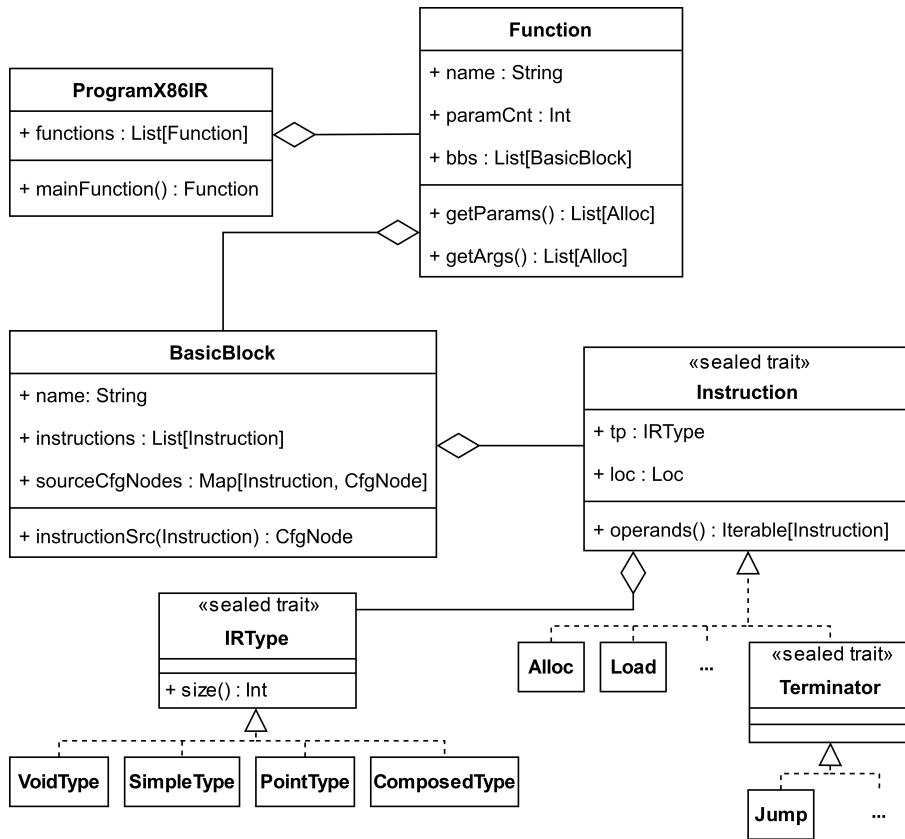 Function
+ name : String
+ paramCnt : Int
+ bbs : List[BasicBlock]
+ getParams() : List[Alloc]
+ getArgs() : List[Alloc]
ProgramX86IR
+ functions : List[Function]
+ mainFunction() : Function
BasicBlock
+ name: String
+ instructions : List[Instruction]
+ sourceCfgNodes : Map[Instruction, CfgNode]
+ instructionSrc(Instruction) : CfgNode
«sealed trait»
Instruction
+ tp : IRType
+ loc : Loc
+ operands() : Iterable[Instruction]
«sealed trait»
IRType
+ size() : Int
VoidType
SimpleType
PointType
ComposedType
Alloc
Load
...
«sealed trait»
Terminator
Jump
...